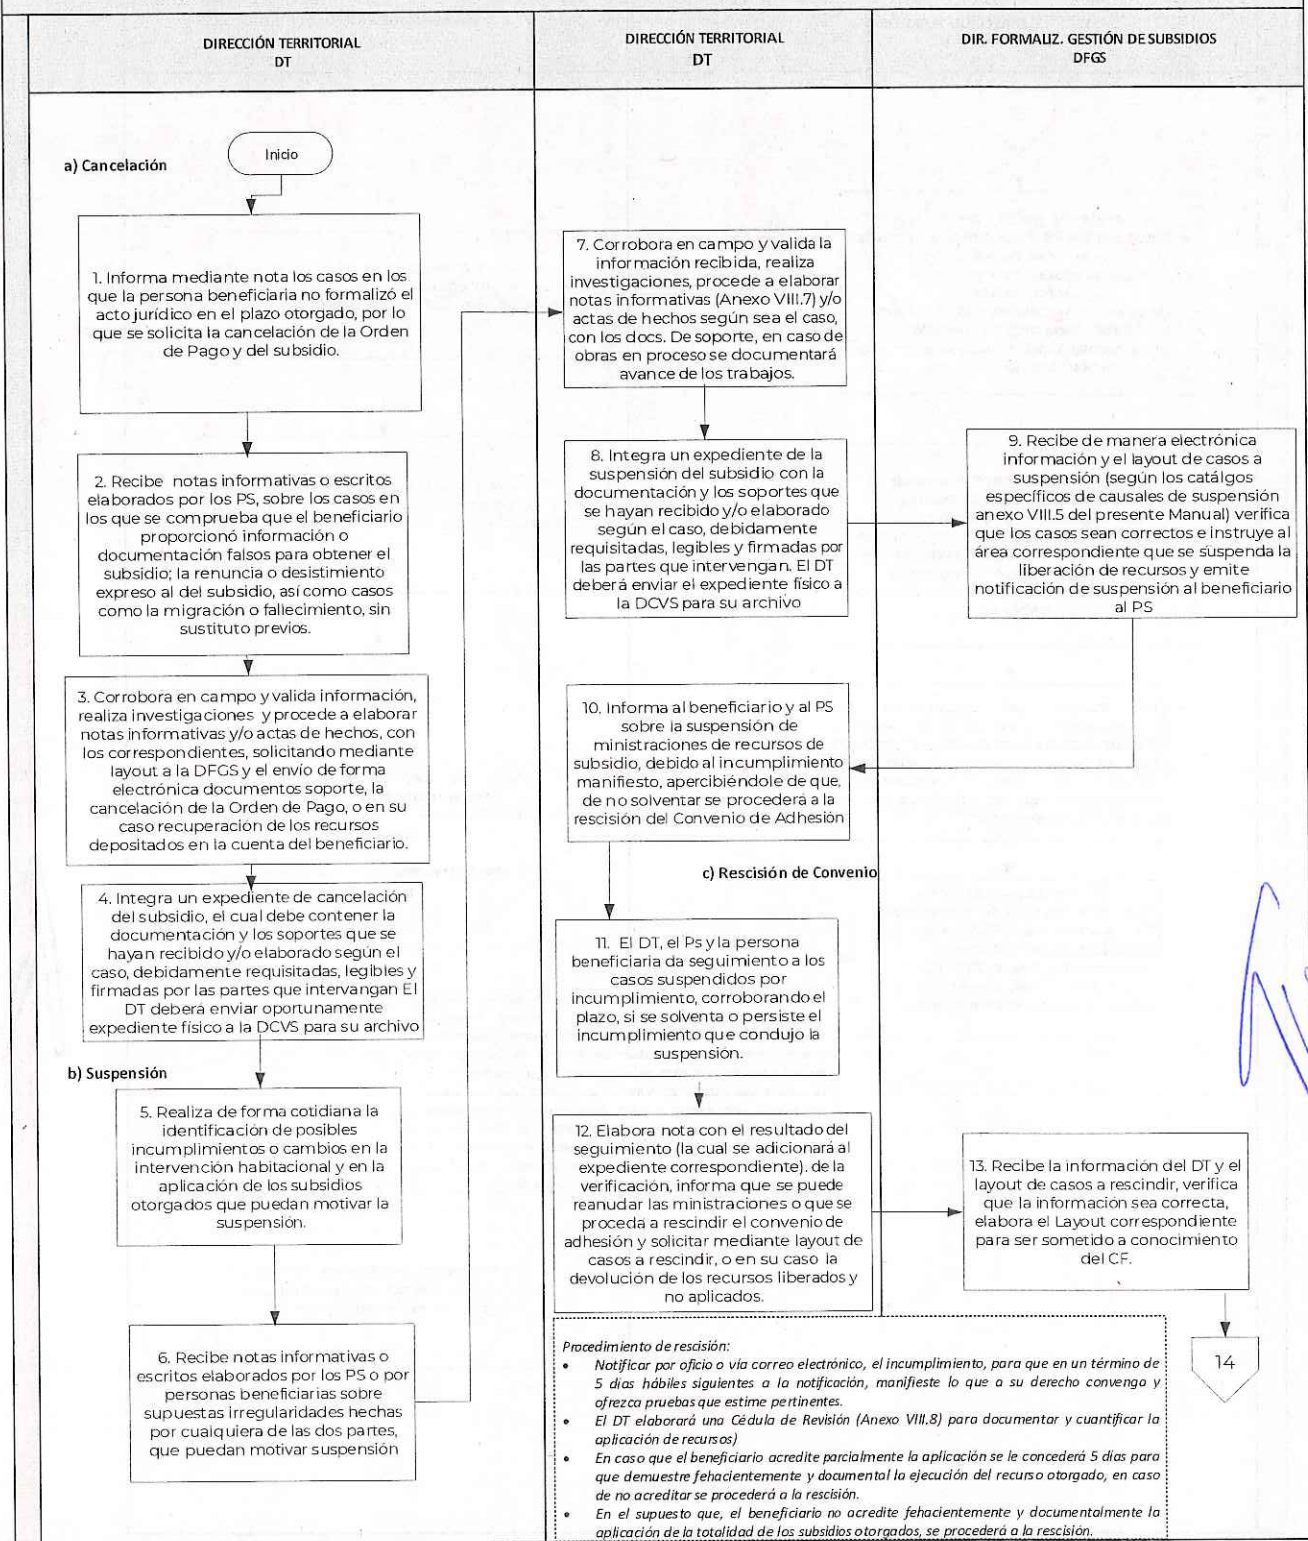 DIRECCIÓN TERRITORIAL
DT
DIRECCIÓN TERRITORIAL
DT
DIR. FORMALIZ. GESTIÓN DE SUBSIDIOS
DFGS
a) Cancelación
Inicio
1. Informa mediante nota los casos en los
que la persona beneficiaria no formalizó el
acto jurídico en el plazo otorgado, por lo
que se solicita la cancelación de la Orden
de Pago y del subsidio.
2. Recibe notas informativas o escritos
elaborados por los PS, sobre los casos en
los que se comprueba que el beneficiario
proporcionó información o
documentación falsos para obtener el
subsidio; la renuncia o desistimiento
expreso al del subsidio, así como casos
como la migración o fallecimiento, sin
sustituto previos.
3. Corrobora en campo y valida información,
realiza investigaciones y procede a elaborar
notas informativas y/o actas de hechos, con
los correspondientes, solicitando mediante
layout a la DFGS y el envío de forma
electrónica documentos soporte, la
cancelación de la Orden de Pago, o en su
caso recuperación de los recursos
depositados en la cuenta del beneficiario.
4. Integra un expediente de cancelación
del subsidio, el cual debe contener la
documentación y los soportes que se
hayan recibido y/o elaborado según el
caso, debidamente requisitadas, legibles y
firmadas por las partes que intervangan El
DT deberá enviar oportunamente
expediente físico a la DCVS para su archivo
b) Suspensión
5. Realiza de forma cotidiana la
identificación de posibles
incumplimientos o cambios en la
intervención habitacional y en la
aplicación de los subsidios
otorgados que puedan motivar la
suspensión.
6. Recibe notas informativas o
escritos elaborados por los PS o por
personas beneficiarias sobre
supuestas irregularidades hechas
por cualquiera de las dos partes,
que puedan motivar suspensión
7. Corrobora en campo y valida la
información recibida, realiza
investigaciones, procede a elaborar
notas informativas (Anexo VIII.7) y/o
actas de hechos según sea el caso,
con los docs. De soporte, en caso de
obras en proceso se documentará
avance de los trabajos.
8. Integra un expediente de la
suspensión del subsidio con la
documentación y los soportes que
se hayan recibido y/o elaborado
según el caso, debidamente
requisitadas, legibles y firmadas por
las partes que intervengan. El DT
deberá enviar el expediente físico a
la DCVS para su archivo
9. Recibe de manera electrónica
información y el layout de casos a
suspensión (según los catálgos
específicos de causales de suspensión
anexo VIII.5 del presente Manual) verifica
que los casos sean correctos e instruye al
área correspondiente que se suspenda la
liberación de recursos y emite
notificación de suspensión al beneficiario
al PS
10. Informa al beneficiario y al PS
sobre la suspensión de
ministraciones de recursos de
subsidio, debido al incumplimiento
manifiesto, apercibiéndole de que,
de no solventar se procederá a la
rescisión del Convenio de Adhesión
c) Rescisión de Convenio
11. El DT, el Ps y la persona
beneficiaria da seguimiento a los
casos suspendidos por
incumplimiento, corroborando el
plazo, si se solventa o persiste el
incumplimiento que condujo la
suspensión.
12. Elabora nota con el resultado del
seguimiento (la cual se adicionará al
expediente correspondiente). de la
verificación, informa que se puede
reanudar las ministraciones o que se
proceda a rescindir el convenio de
adhesión y solicitar mediante layout de
casos a rescindir, o en su caso la
devolución de los recursos liberados y
no aplicados.
13. Recibe la información del DT y el
layout de casos a rescindir, verifica
que la información sea correcta,
elabora el Layout correspondiente
para ser sometido a conocimiento
del CF.
14
Procedimiento de rescisión:
• Notificar por oficio o vía correo electrónico, el incumplimiento, para que en un término de
5 días hábiles siguientes a la notificación, manifieste lo que a su derecho convenga y
ofrezca pruebas que estime pertinentes.
• El DT elaborará una Cédula de Revisión (Anexo VIII.8) para documentar y cuantificar la
aplicación de recursos)
• En caso que el beneficiario acredite parcialmente la aplicación se le concederá 5 días para
que demuestre fehacientemente y documental la ejecución del recurso otorgado, en caso
de no acreditar se procederá a la rescisión.
• En el supuesto que, el beneficiario no acredite fehacientemente y documentalmente la
aplicación de la totalidad de los subsidios otorgados, se procederá a la rescisión.